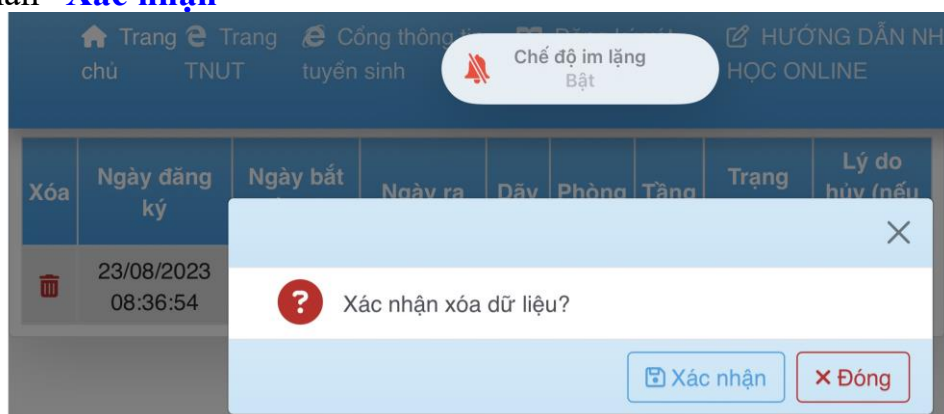 Xác nhận
Trang Trang Cổng thông HƯỚNG DẪN NH
chủ TNUT tuyển sinh HỌC ONLINE
Chế độ im lặng
Bật
Xóa Ngày đăng Ngày bắt Ngày ra Dãy Phòng Tầng Trạng Lý do
ký hủy (nếu
23/08/2023
08:36:54
Xác nhận xóa dữ liệu?
Xác nhận Đóng